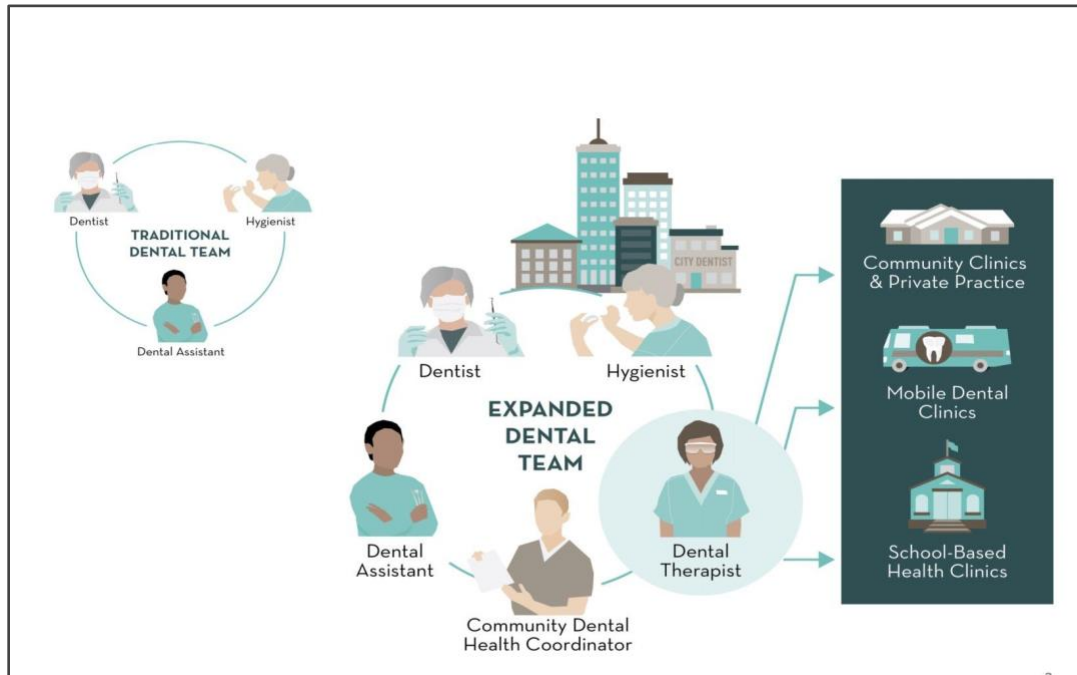 Dentist
Hygienist
TRADITIONAL
DENTAL TEAM
Dental Assistant
CITY DENTIST
Dentist
Hygienist
EXPANDED
DENTAL
TEAM
Dental
Assistant
Community Dental
Health Coordinator
Dental
Therapist
Community Clinics
& Private Practice
Mobile Dental
Clinics
School-Based
Health Clinics